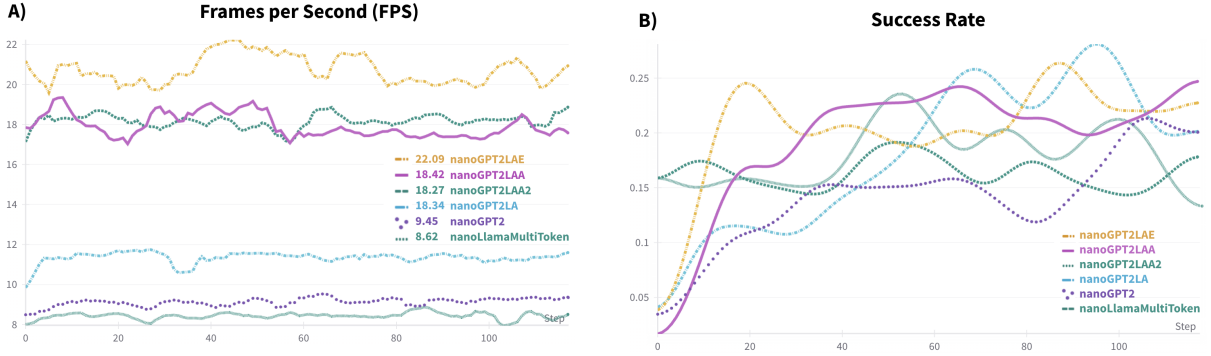 A)
Frames per Second (FPS)
22
20
18
16
14
12
10
8
22.09 nanoGPT2LAE
18.42 nanoGPT2LAA
18.27 nanoGPT2LAA2
18.34 nanoGPT2LA
9.45 nanoGPT2
8.62 nanoLlamaMultiToken
Step
0 20 40 60 80 100
B)
Success Rate
0.25
0.2
0.15
0.1
0.05
nanoGPT2LAE
nanoGPT2LAA
nanoGPT2LAA2
nanoGPT2LA
nanoGPT2
nanoLlamaMultiToken
Step
0 20 40 60 80 100